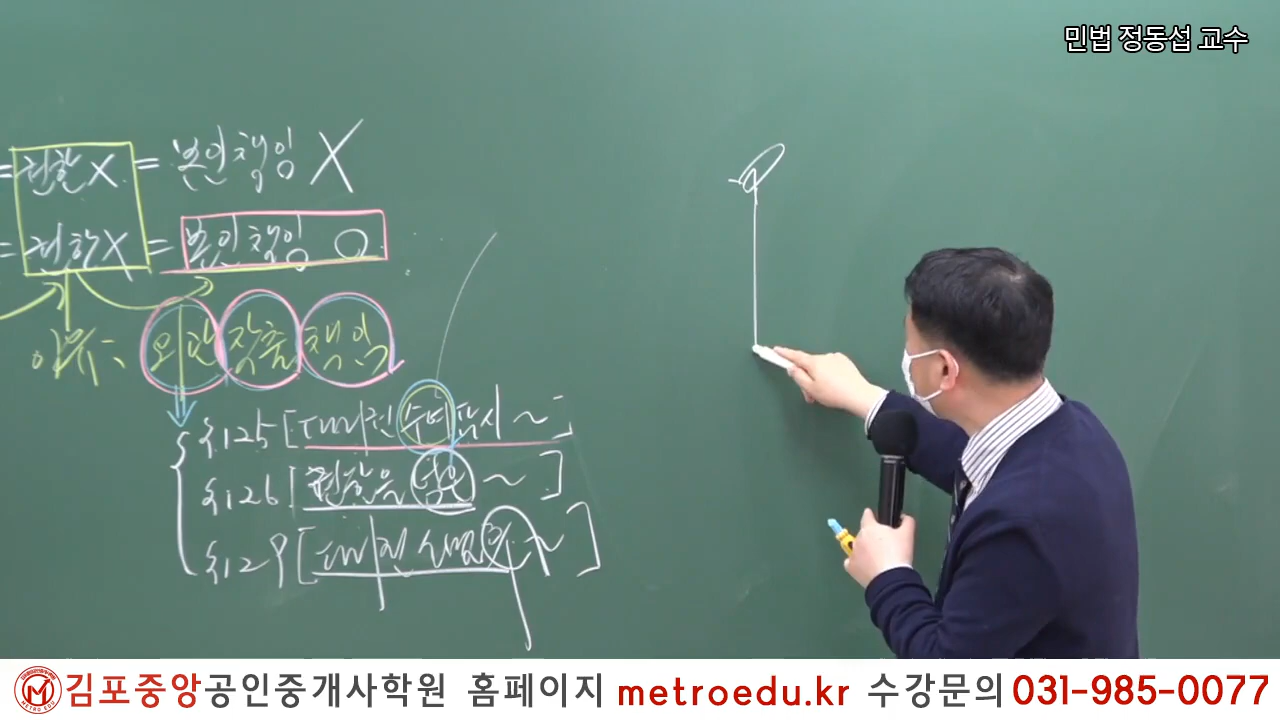 민법 정동섭 교수
= 권한X = 본인책임 X
= 권한X = 본인책임 O
이유: 외관작출책임
§125 [대리권수여표시~]
§126 [권한을 넘은 ~]
§129 [대리권소멸후 ~]
METRO EDU
김포중앙공인중개사학원 홈페이지 metroedu.kr 수강문의 031-985-0077